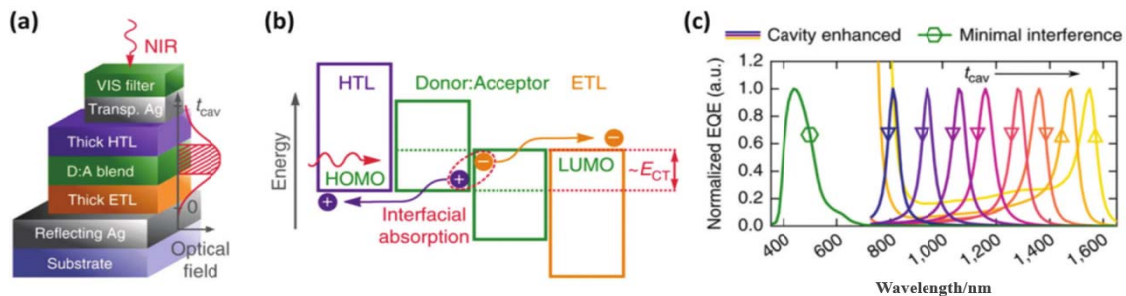 (a)
NIR
VIS filter
Transp. Ag
t_cav
Thick HTL
D:A blend
Thick ETL
0
Reflecting Ag
Optical
field
Substrate
(b)
HTL
Donor:Acceptor
ETL
Energy
HOMO
LUMO
~E_CT
+
+
−
−
Interfacial
absorption
(c)
Cavity enhanced
Minimal interference
t_cav
Normalized EQE (a.u.)
1.2
1.0
0.8
0.6
0.4
0.2
0.0
400
600
800
1,000
1,200
1,400
1,600
Wavelength/nm